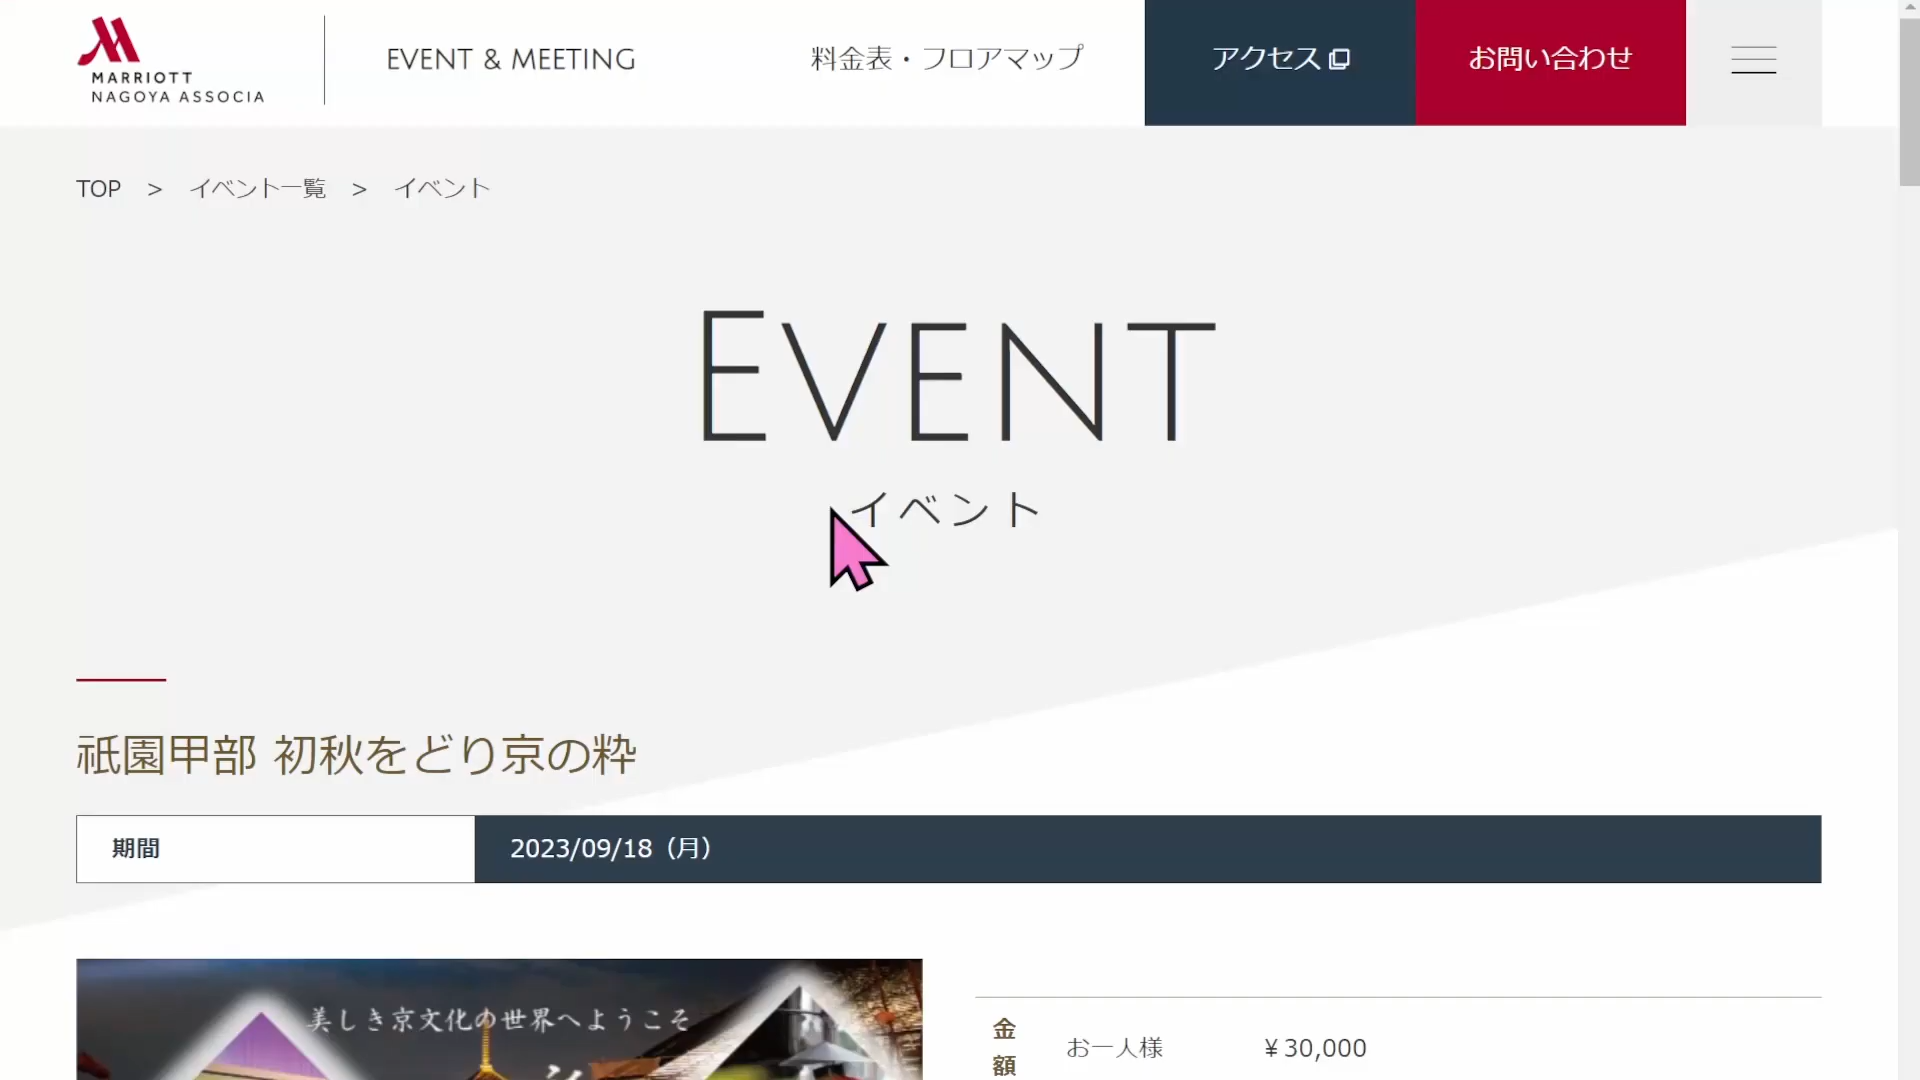 MARRIOTT
NAGOYA ASSOCIA
EVENT & MEETING
料金表・フロアマップ
アクセス
お問い合わせ
TOP > イベント一覧 > イベント
EVENT
イベント
祇園甲部 初秋をどり京の粋
期間
2023/09/18（月）
美しき京文化の世界へようこそ
金額
お一人様
¥ 30,000